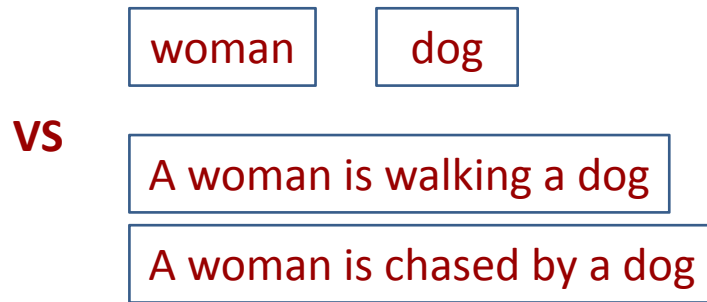 woman dog
VS
A woman is walking a dog
A woman is chased by a dog